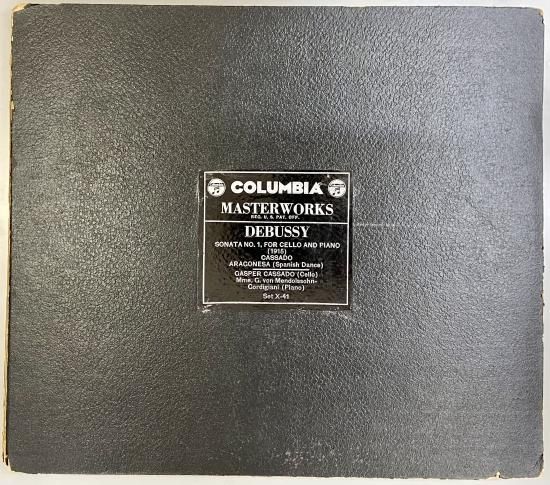 COLUMBIA
MASTERWORKS
REG. U. S. PAT. OFF.
DEBUSSY
SONATA NO. 1, FOR CELLO AND PIANO
(1915)
CASSADO
ARAGONESA (Spanish Dance)
GASPER CASSADO (Cello)
Mme. G. von Mendelssohn-
Gordigiani (Piano)
Set X-41